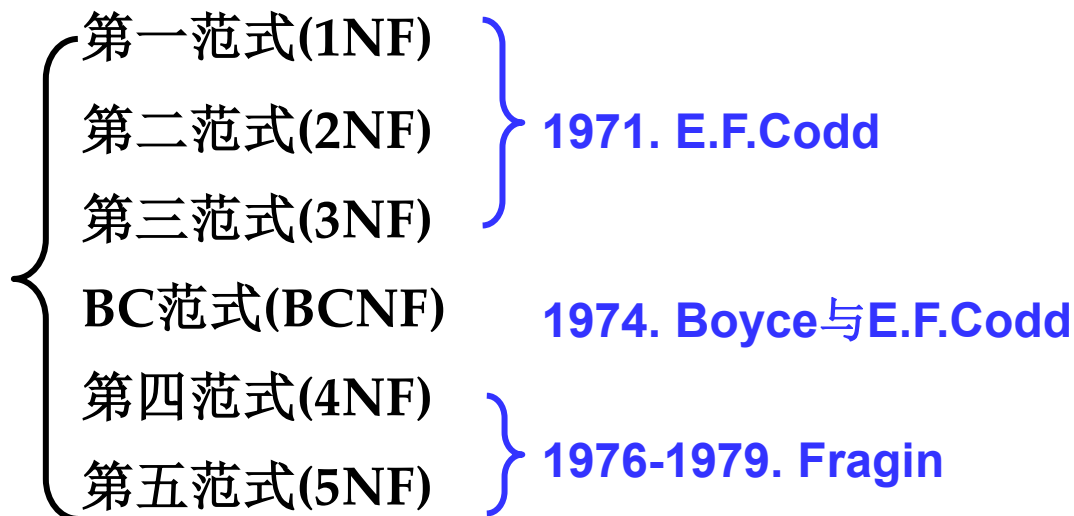 第一范式(1NF)
第二范式(2NF)
1971. E.F.Codd
第三范式(3NF)
BC范式(BCNF)
1974. Boyce与E.F.Codd
第四范式(4NF)
1976-1979. Fragin
第五范式(5NF)